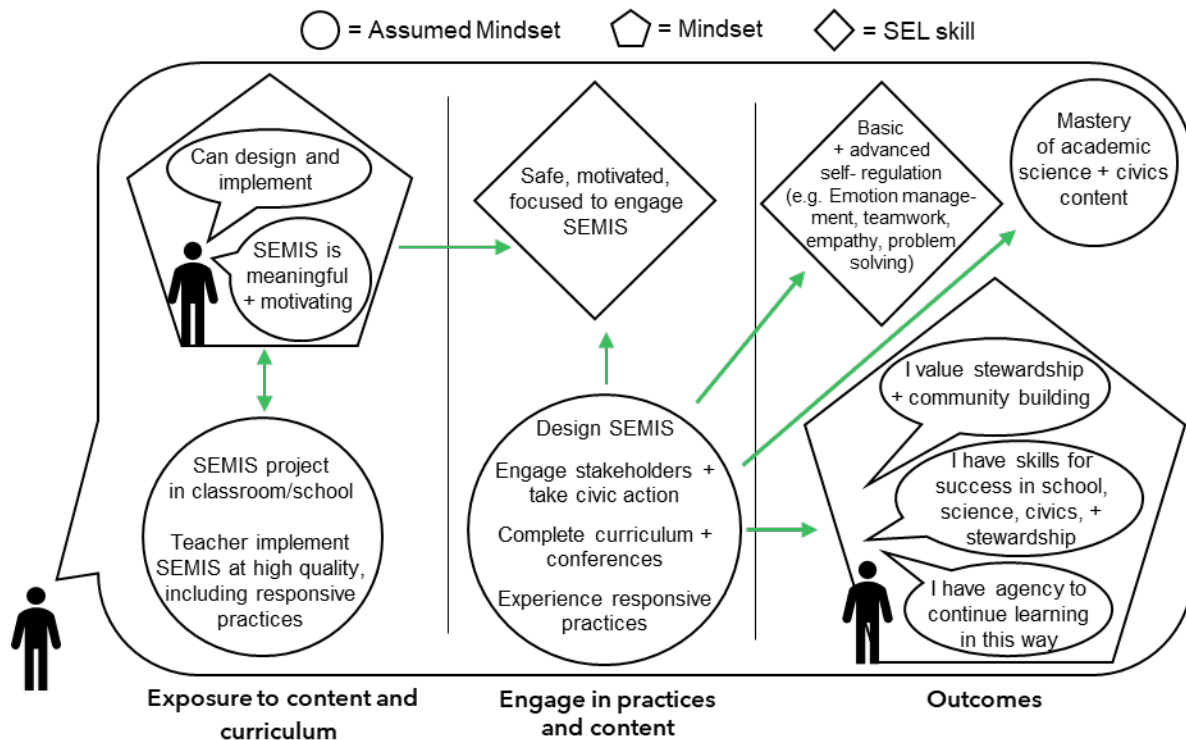 = Assumed Mindset
= Mindset
= SEL skill
Can design and
implement
SEMIS is
meaningful
+ motivating
SEMIS project
in classroom/school
Teacher implement
SEMIS at high quality,
including responsive
practices
Exposure to content and
curriculum
Safe, motivated,
focused to engage
SEMIS
Design SEMIS
Engage stakeholders +
take civic action
Complete curriculum +
conferences
Experience responsive
practices
Engage in practices
and content
Basic
+ advanced
self- regulation
(e.g. Emotion manage-
ment, teamwork,
empathy, problem
solving)
Mastery
of academic
science + civics
content
I value stewardship
+ community building
I have skills for
success in school,
science, civics, +
stewardship
I have agency to
continue learning
in this way
Outcomes